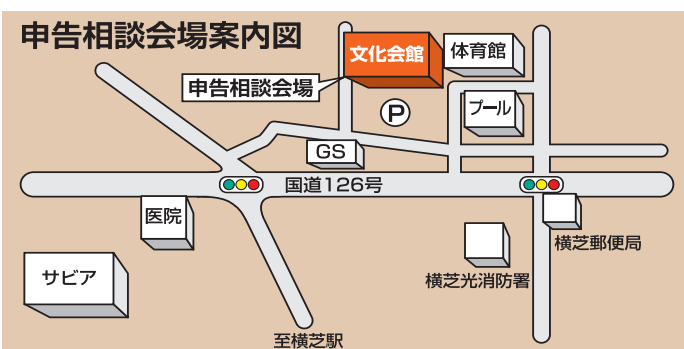 申告相談会場案内図
文化会館
体育館
申告相談会場
プール
P
GS
国道126号
医院
横芝郵便局
サビア
横芝光消防署
至横芝駅